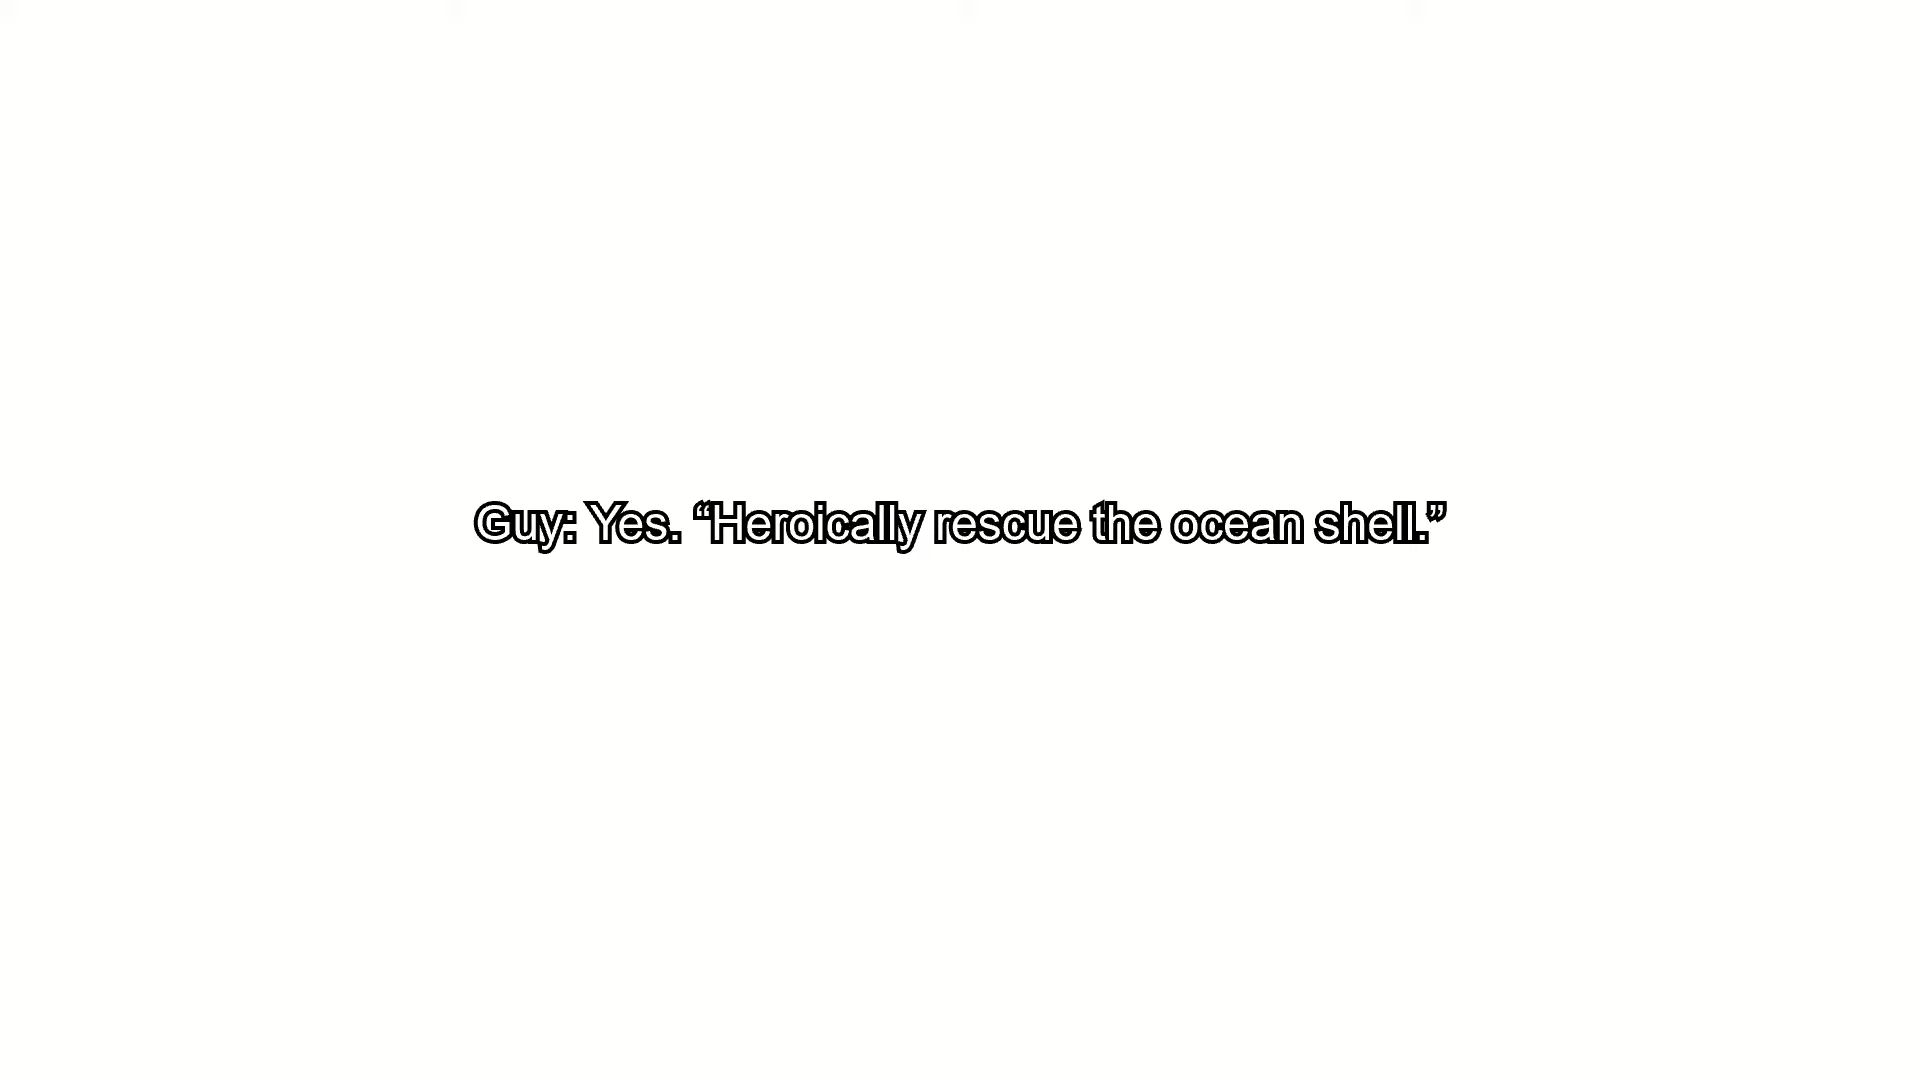 Guy: Yes. “Heroically rescue the ocean shell.”